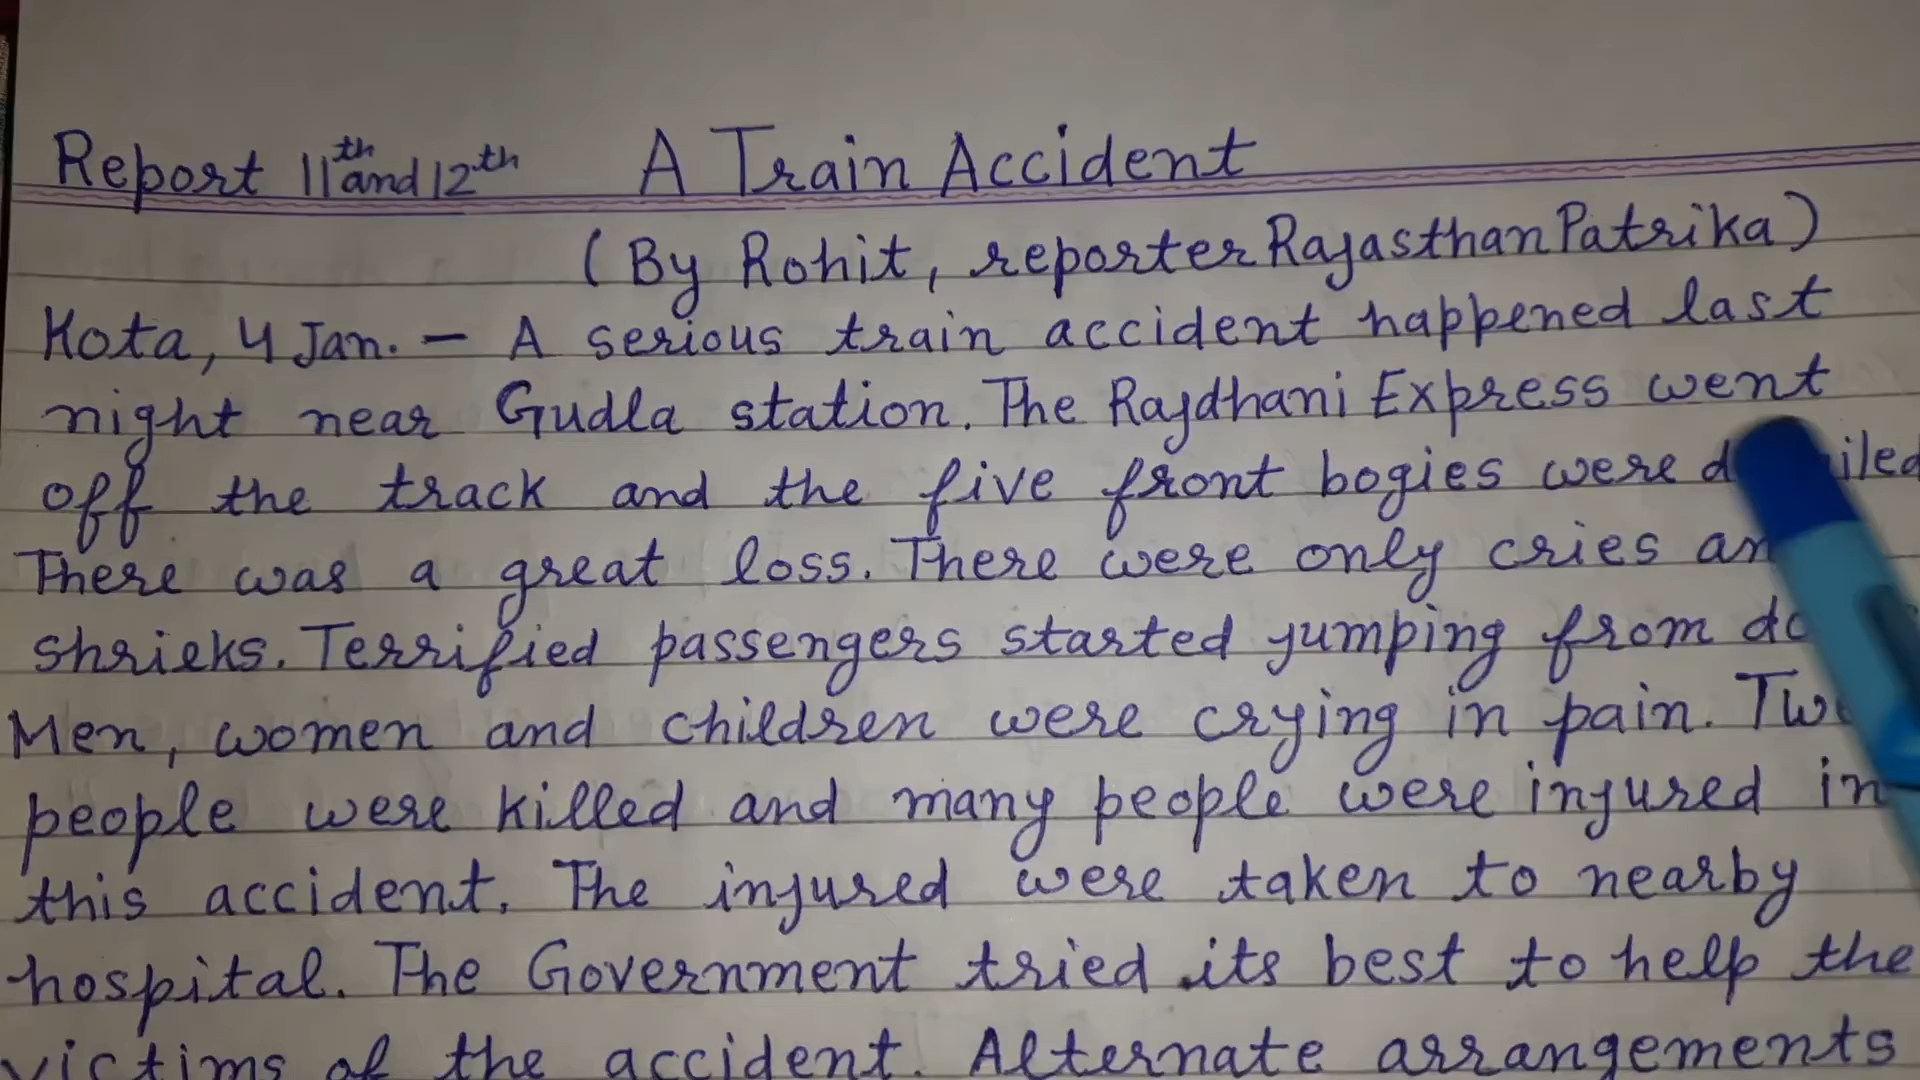 Report 11th and 12th A Train Accident
(By Rohit, reporter Rajasthan Patrika)
Kota, 4 Jan. - A serious train accident happened last
night near Gudla station. The Rajdhani Express went
off the track and the five front bogies were
There was a great loss. There were only cries
shrieks. Terrified passengers started jumping from
Men, women and children were crying in pain.
people were killed and many people were injured in
this accident. The injured were taken to nearby
hospital. The Government tried its best to help the
victims of the accident. Alternate arrangements